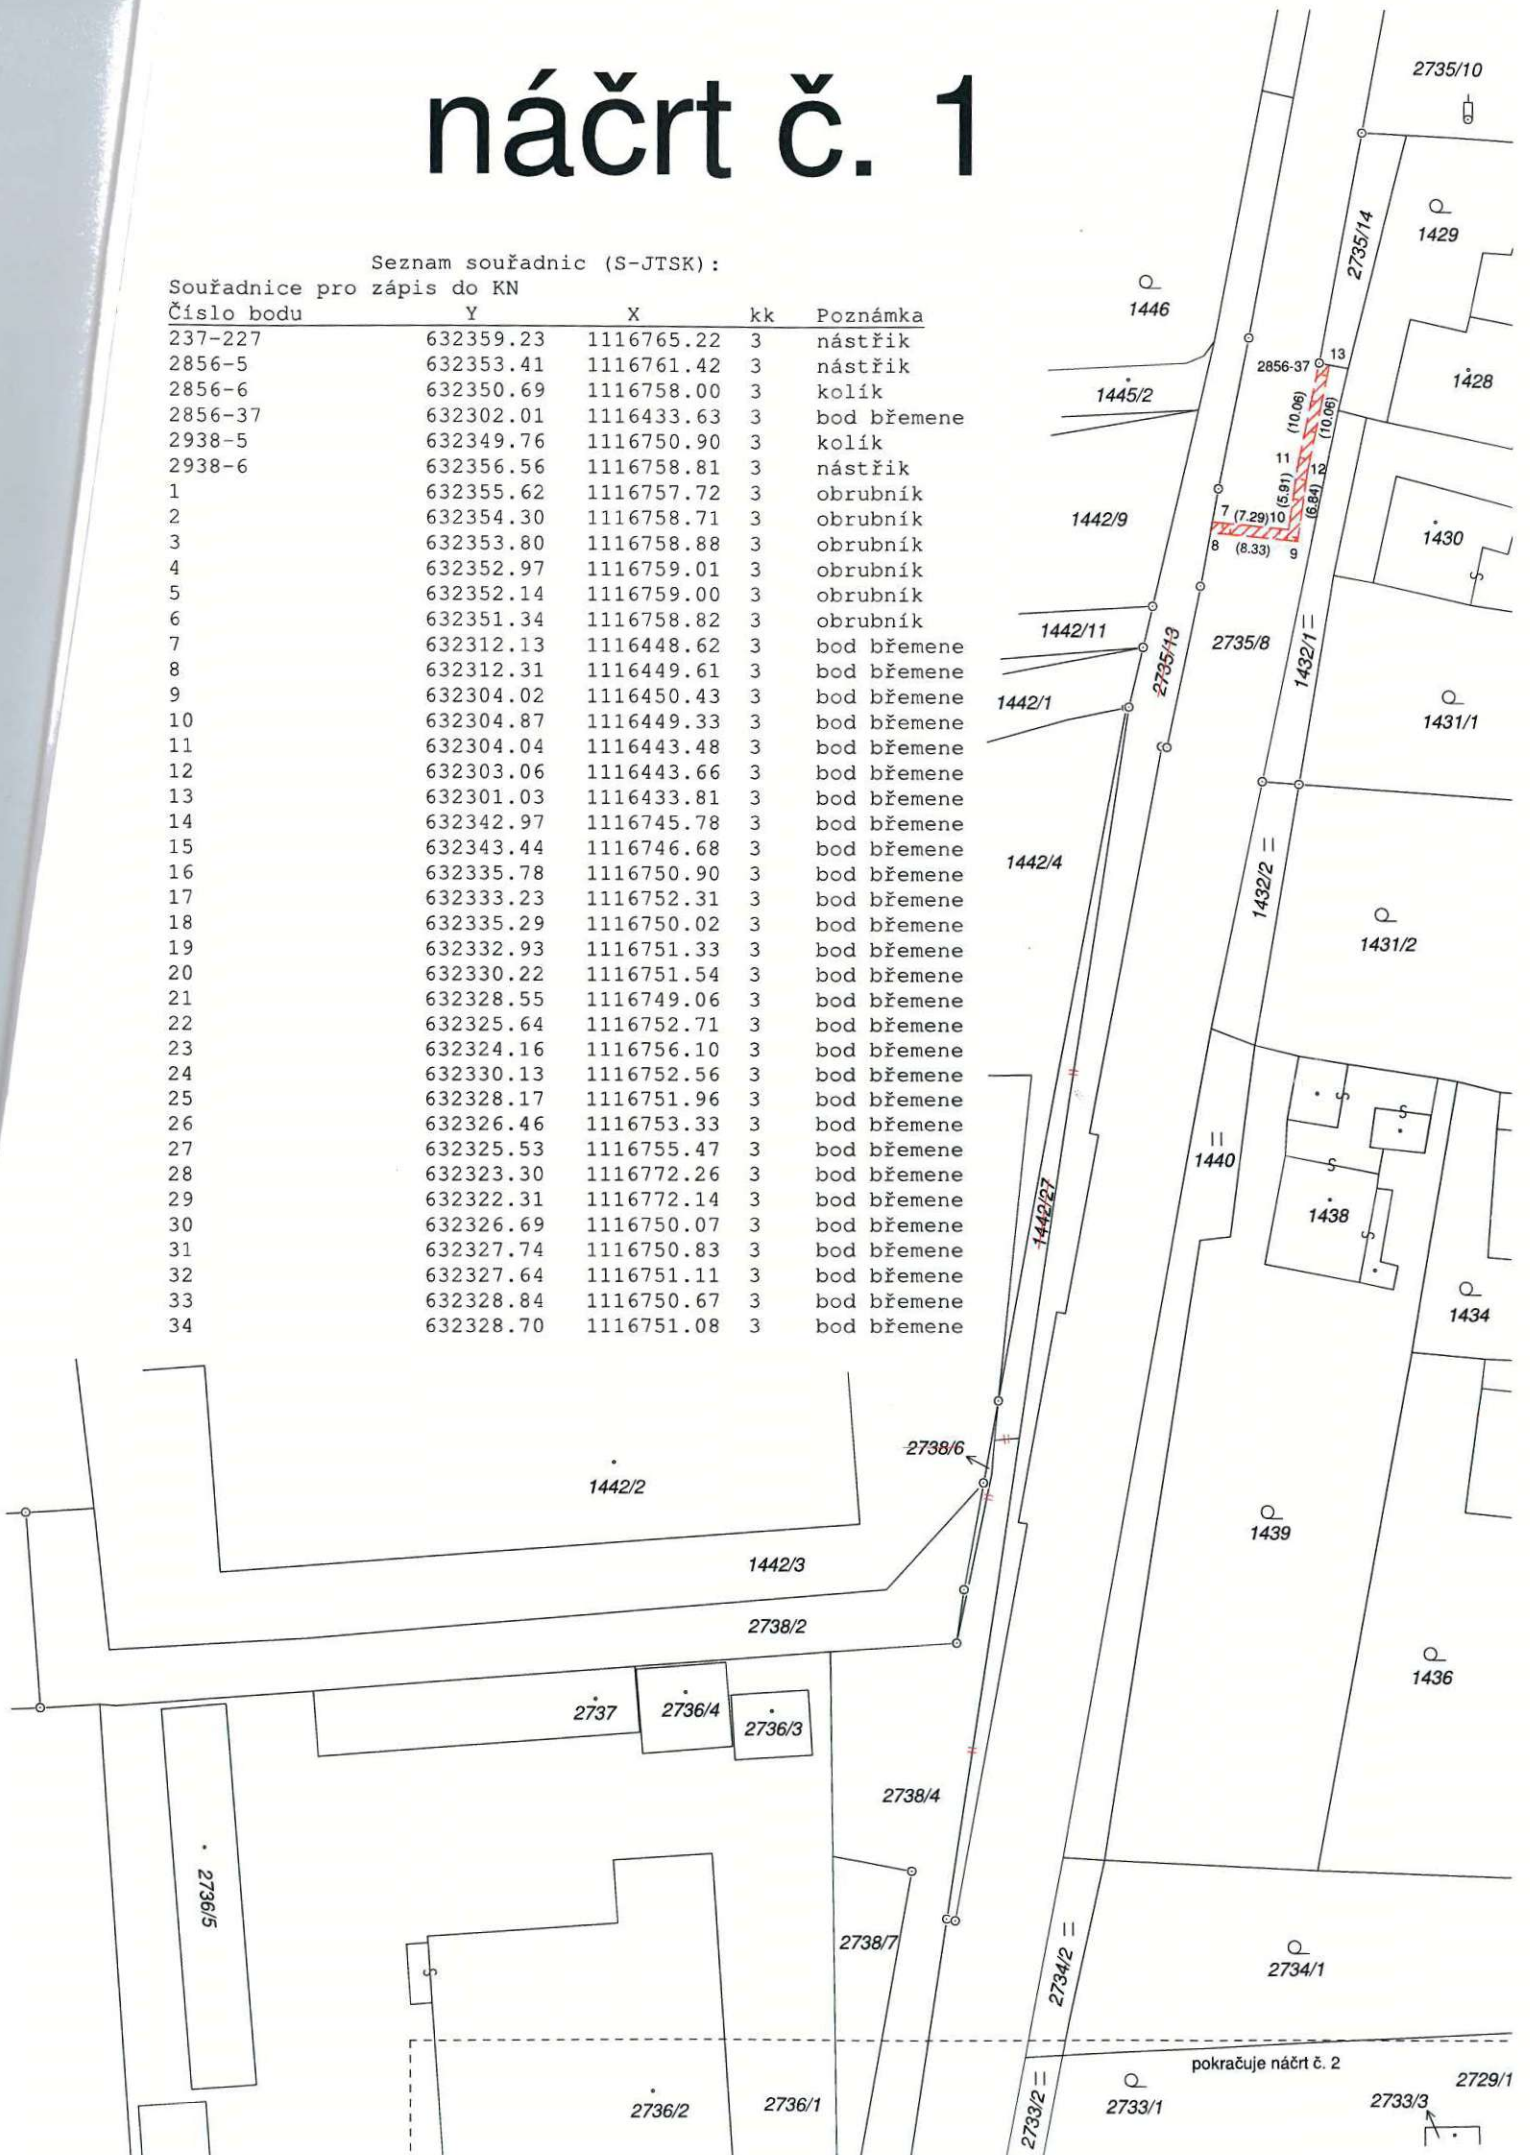 náčrt č. 1
Seznam souřadnic (S-JTSK):
Souřadnice pro zápis do KN
Číslo bodu Y X kk Poznámka
237-227 632359.23 1116765.22 3 nástřik
2856-5 632353.41 1116761.42 3 nástřik
2856-6 632350.69 1116758.00 3 kolík
2856-37 632302.01 1116433.63 3 bod břemene
2938-5 632349.76 1116750.90 3 kolík
2938-6 632356.56 1116758.81 3 nástřik
1 632355.62 1116757.72 3 obrubník
2 632354.30 1116758.71 3 obrubník
3 632353.80 1116758.88 3 obrubník
4 632352.97 1116759.01 3 obrubník
5 632352.14 1116759.00 3 obrubník
6 632351.34 1116758.82 3 obrubník
7 632312.13 1116448.62 3 bod břemene
8 632312.31 1116449.61 3 bod břemene
9 632304.02 1116450.43 3 bod břemene
10 632304.87 1116449.33 3 bod břemene
11 632304.04 1116443.48 3 bod břemene
12 632303.06 1116443.66 3 bod břemene
13 632301.03 1116433.81 3 bod břemene
14 632342.97 1116745.78 3 bod břemene
15 632343.44 1116746.68 3 bod břemene
16 632335.78 1116750.90 3 bod břemene
17 632333.23 1116752.31 3 bod břemene
18 632335.29 1116750.02 3 bod břemene
19 632332.93 1116751.33 3 bod břemene
20 632330.22 1116751.54 3 bod břemene
21 632328.55 1116749.06 3 bod břemene
22 632325.64 1116752.71 3 bod břemene
23 632324.16 1116756.10 3 bod břemene
24 632330.13 1116752.56 3 bod břemene
25 632328.17 1116751.96 3 bod břemene
26 632326.46 1116753.33 3 bod břemene
27 632325.53 1116755.47 3 bod břemene
28 632323.30 1116772.26 3 bod břemene
29 632322.31 1116772.14 3 bod břemene
30 632326.69 1116750.07 3 bod břemene
31 632327.74 1116750.83 3 bod břemene
32 632327.64 1116751.11 3 bod břemene
33 632328.84 1116750.67 3 bod břemene
34 632328.70 1116751.08 3 bod břemene
2735/10
1429
2735/14
1446
13
2856-37
1428
1445/2
(10.06)
(10.06)
11
12
(5.91)
(6.84)
7 (7.29) 10
8 (8.33) 9
1442/9
1430
1442/11
2735/13
2735/8
1432/1
1442/1
1431/1
1442/4
1432/2
1431/2
1440
1442/27
1438
1434
2738/6
1442/2
1439
1442/3
2738/2
1436
2737
2736/4
2736/3
2738/4
2736/5
2738/7
2734/2
2734/1
pokračuje náčrt č. 2
2729/1
2733/3
2733/1
2733/2
2736/2
2736/1